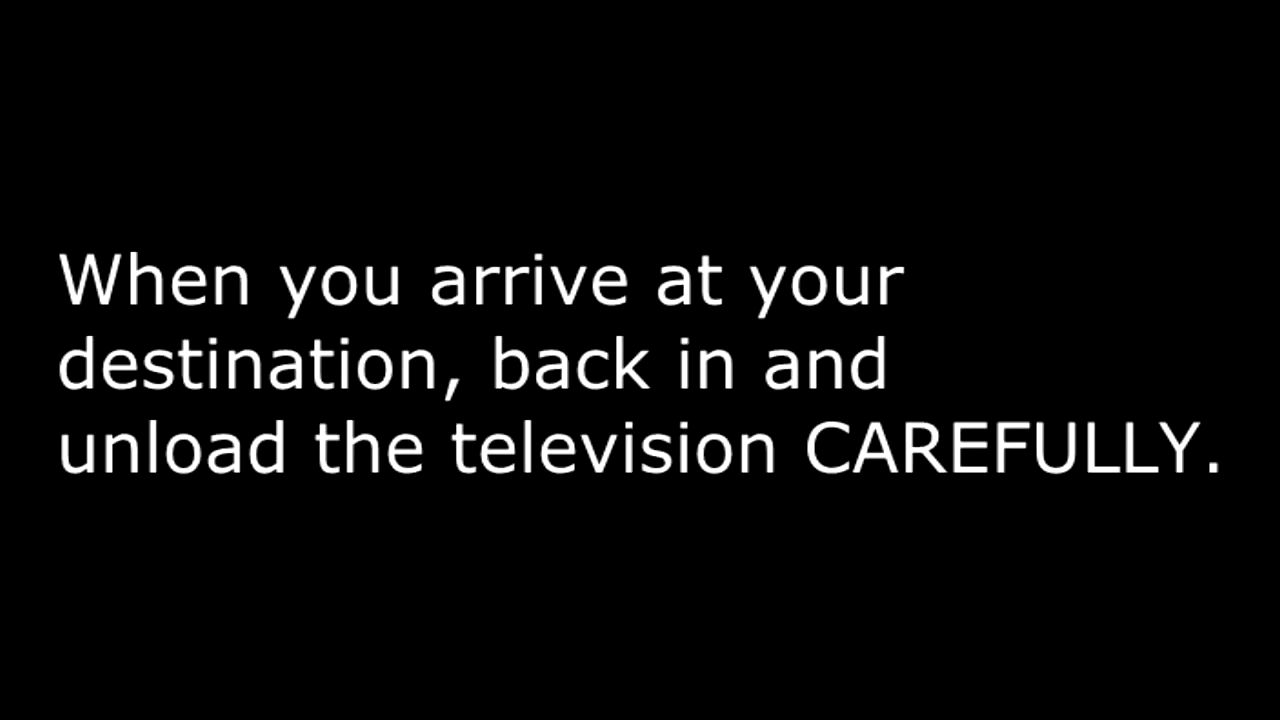 When you arrive at your
destination, back in and
unload the television CAREFULLY.